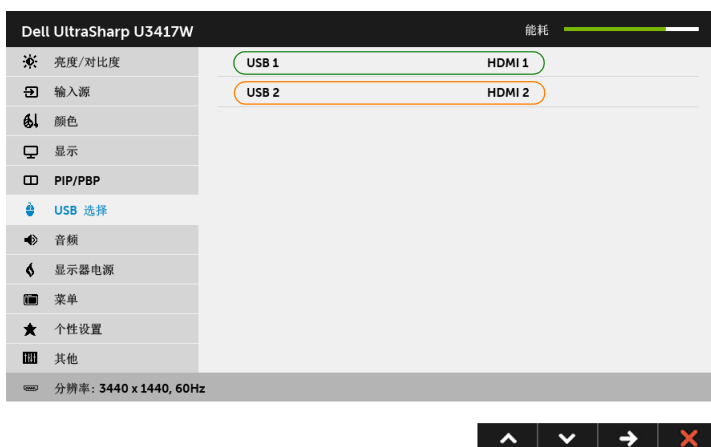 Dell UltraSharp U3417W 能耗
亮度/对比度 USB 1 HDMI 1
输入源 USB 2 HDMI 2
颜色
显示
PIP/PBP
USB 选择
音频
显示器电源
菜单
个性设置
其他
分辨率: 3440 x 1440, 60Hz